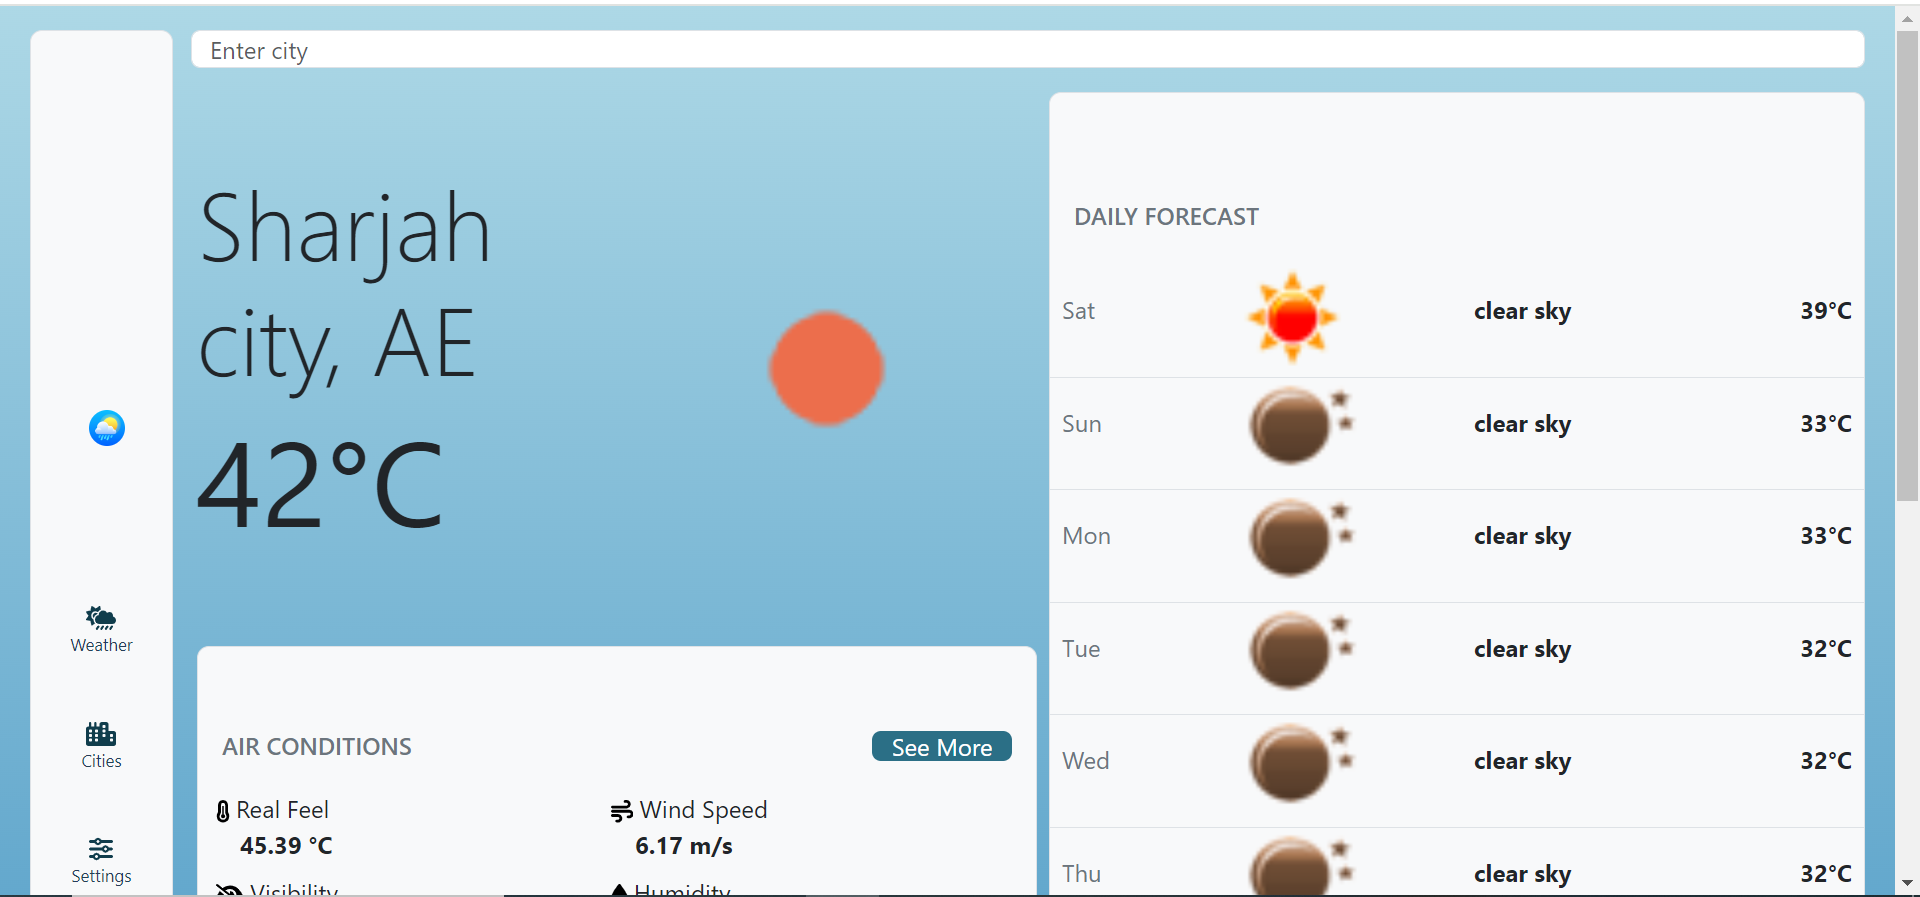 Enter city
Sharjah
city, AE
42°C
Weather
Cities
Settings
AIR CONDITIONS
See More
Real Feel
45.39 °C
Wind Speed
6.17 m/s
Visibility
Humidity
DAILY FORECAST
Sat clear sky 39°C
Sun clear sky 33°C
Mon clear sky 33°C
Tue clear sky 32°C
Wed clear sky 32°C
Thu clear sky 32°C